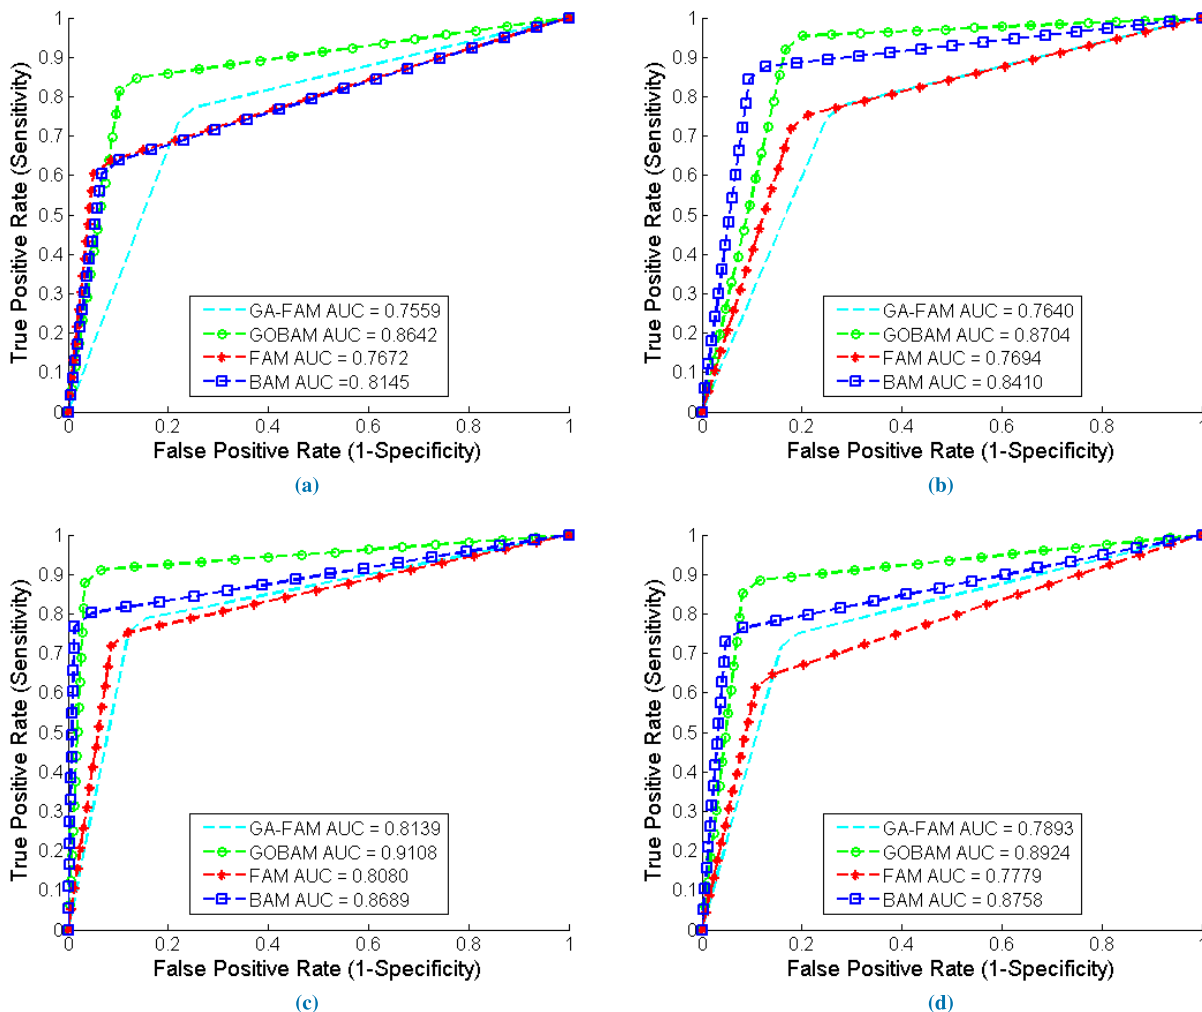 1
0.9
0.8
0.7
0.6
0.5
0.4
0.3
0.2
0.1
0
True Positive Rate (Sensitivity)
GA-FAM AUC = 0.7559
GOBAM AUC = 0.8642
FAM AUC = 0.7672
BAM AUC =0.8145
0 0.2 0.4 0.6 0.8 1
False Positive Rate (1-Specificity)
(a)
1
0.9
0.8
0.7
0.6
0.5
0.4
0.3
0.2
0.1
0
True Positive Rate (Sensitivity)
GA-FAM AUC = 0.7640
GOBAM AUC = 0.8704
FAM AUC = 0.7694
BAM AUC = 0.8410
0 0.2 0.4 0.6 0.8 1
False Positive Rate (1-Specificity)
(b)
1
0.9
0.8
0.7
0.6
0.5
0.4
0.3
0.2
0.1
0
True Positive Rate (Sensitivity)
GA-FAM AUC = 0.8139
GOBAM AUC = 0.9108
FAM AUC = 0.8080
BAM AUC = 0.8689
0 0.2 0.4 0.6 0.8 1
False Positive Rate (1-Specificity)
(c)
1
0.9
0.8
0.7
0.6
0.5
0.4
0.3
0.2
0.1
0
True Positive Rate (Sensitivity)
GA-FAM AUC = 0.7893
GOBAM AUC = 0.8924
FAM AUC = 0.7779
BAM AUC = 0.8758
0 0.2 0.4 0.6 0.8 1
False Positive Rate (1-Specificity)
(d)